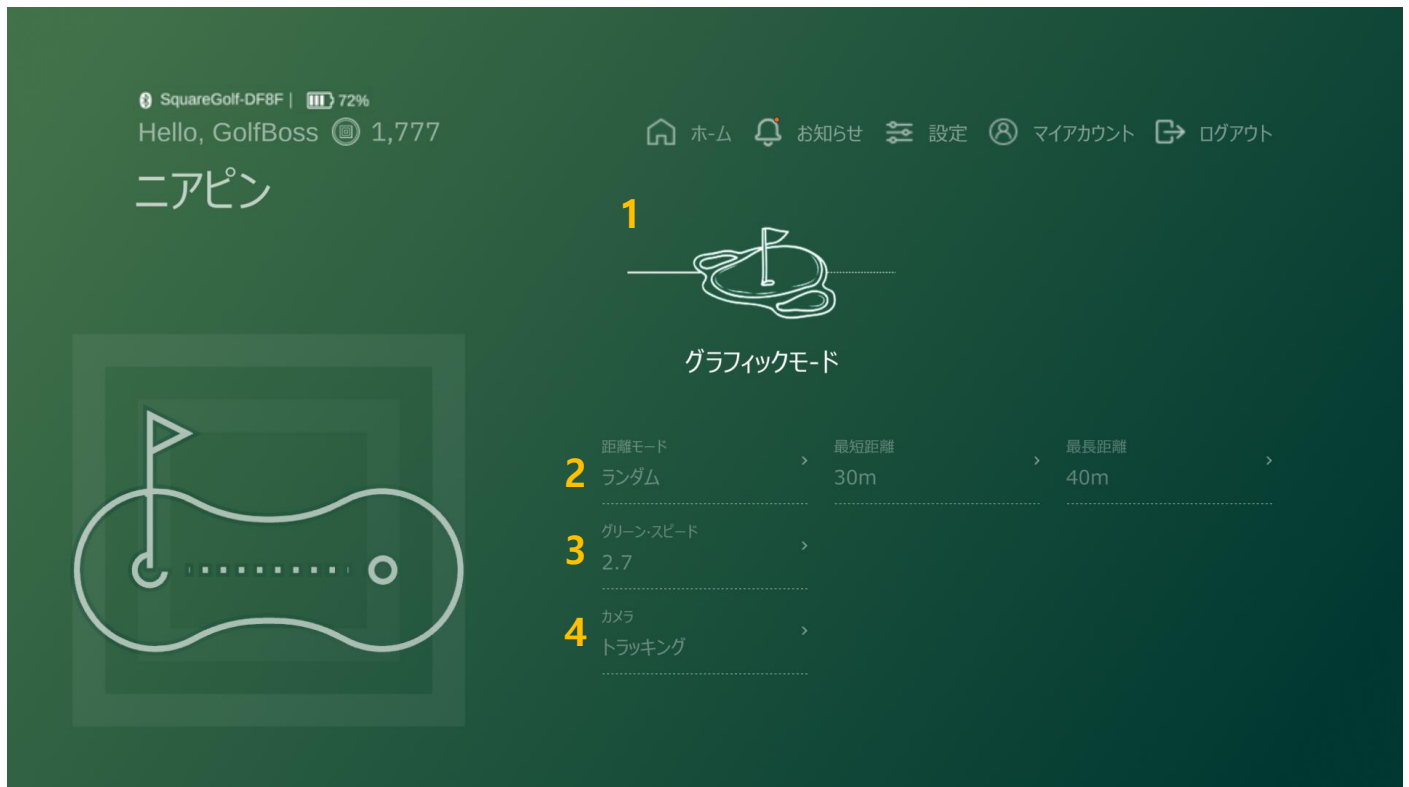 SquareGolf-DF8F | 72%
Hello, GolfBoss 1,777
ホーム お知らせ 設定 マイアカウント ログアウト
ニアピン
1
グラフィックモード
2
距離モード
ランダム
最短距離
30m
最長距離
40m
3
グリーン·スピード
2.7
4
カメラ
トラッキング